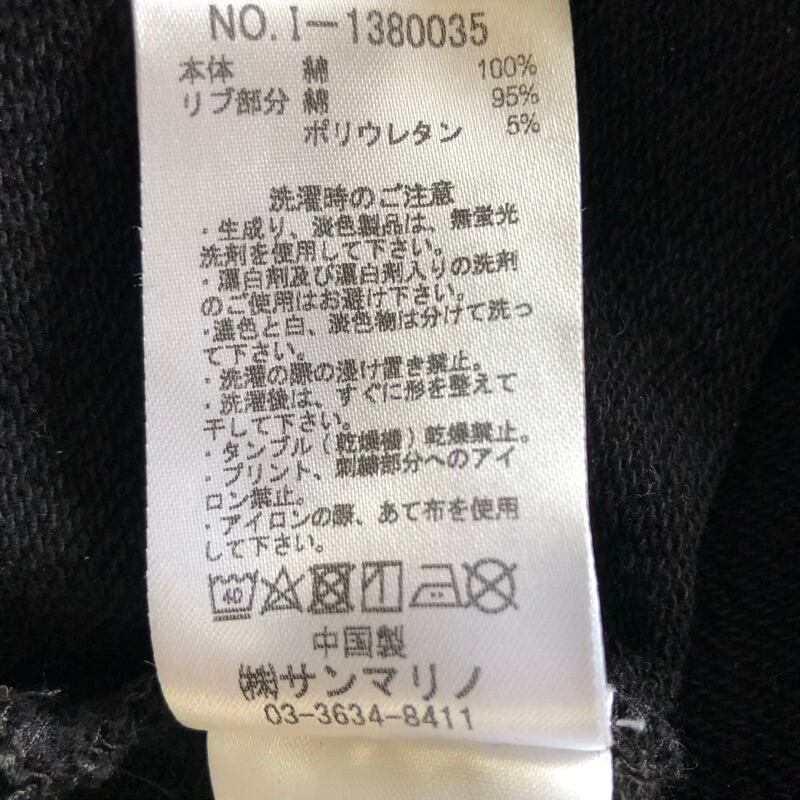 NO.I-1380035
本体 綿 100%
リブ部分 綿 95%
ポリウレタン 5%
洗濯時のご注意
・生成り、淡色製品は、無蛍光
洗剤を使用して下さい。
・漂白剤及び漂白剤入りの洗剤
のご使用はお避け下さい。
・濃色と白、淡色物は分けて洗っ
て下さい。
・洗濯の際の浸け置き禁止。
・洗濯後は、すぐに形を整えて
干して下さい。
・タンブル(乾燥機)乾燥禁止。
・プリント、刺繍部分へのアイ
ロン禁止。
・アイロンの際、あて布を使用
して下さい。
40
中国製
㈱サンマリノ
03-3634-8411